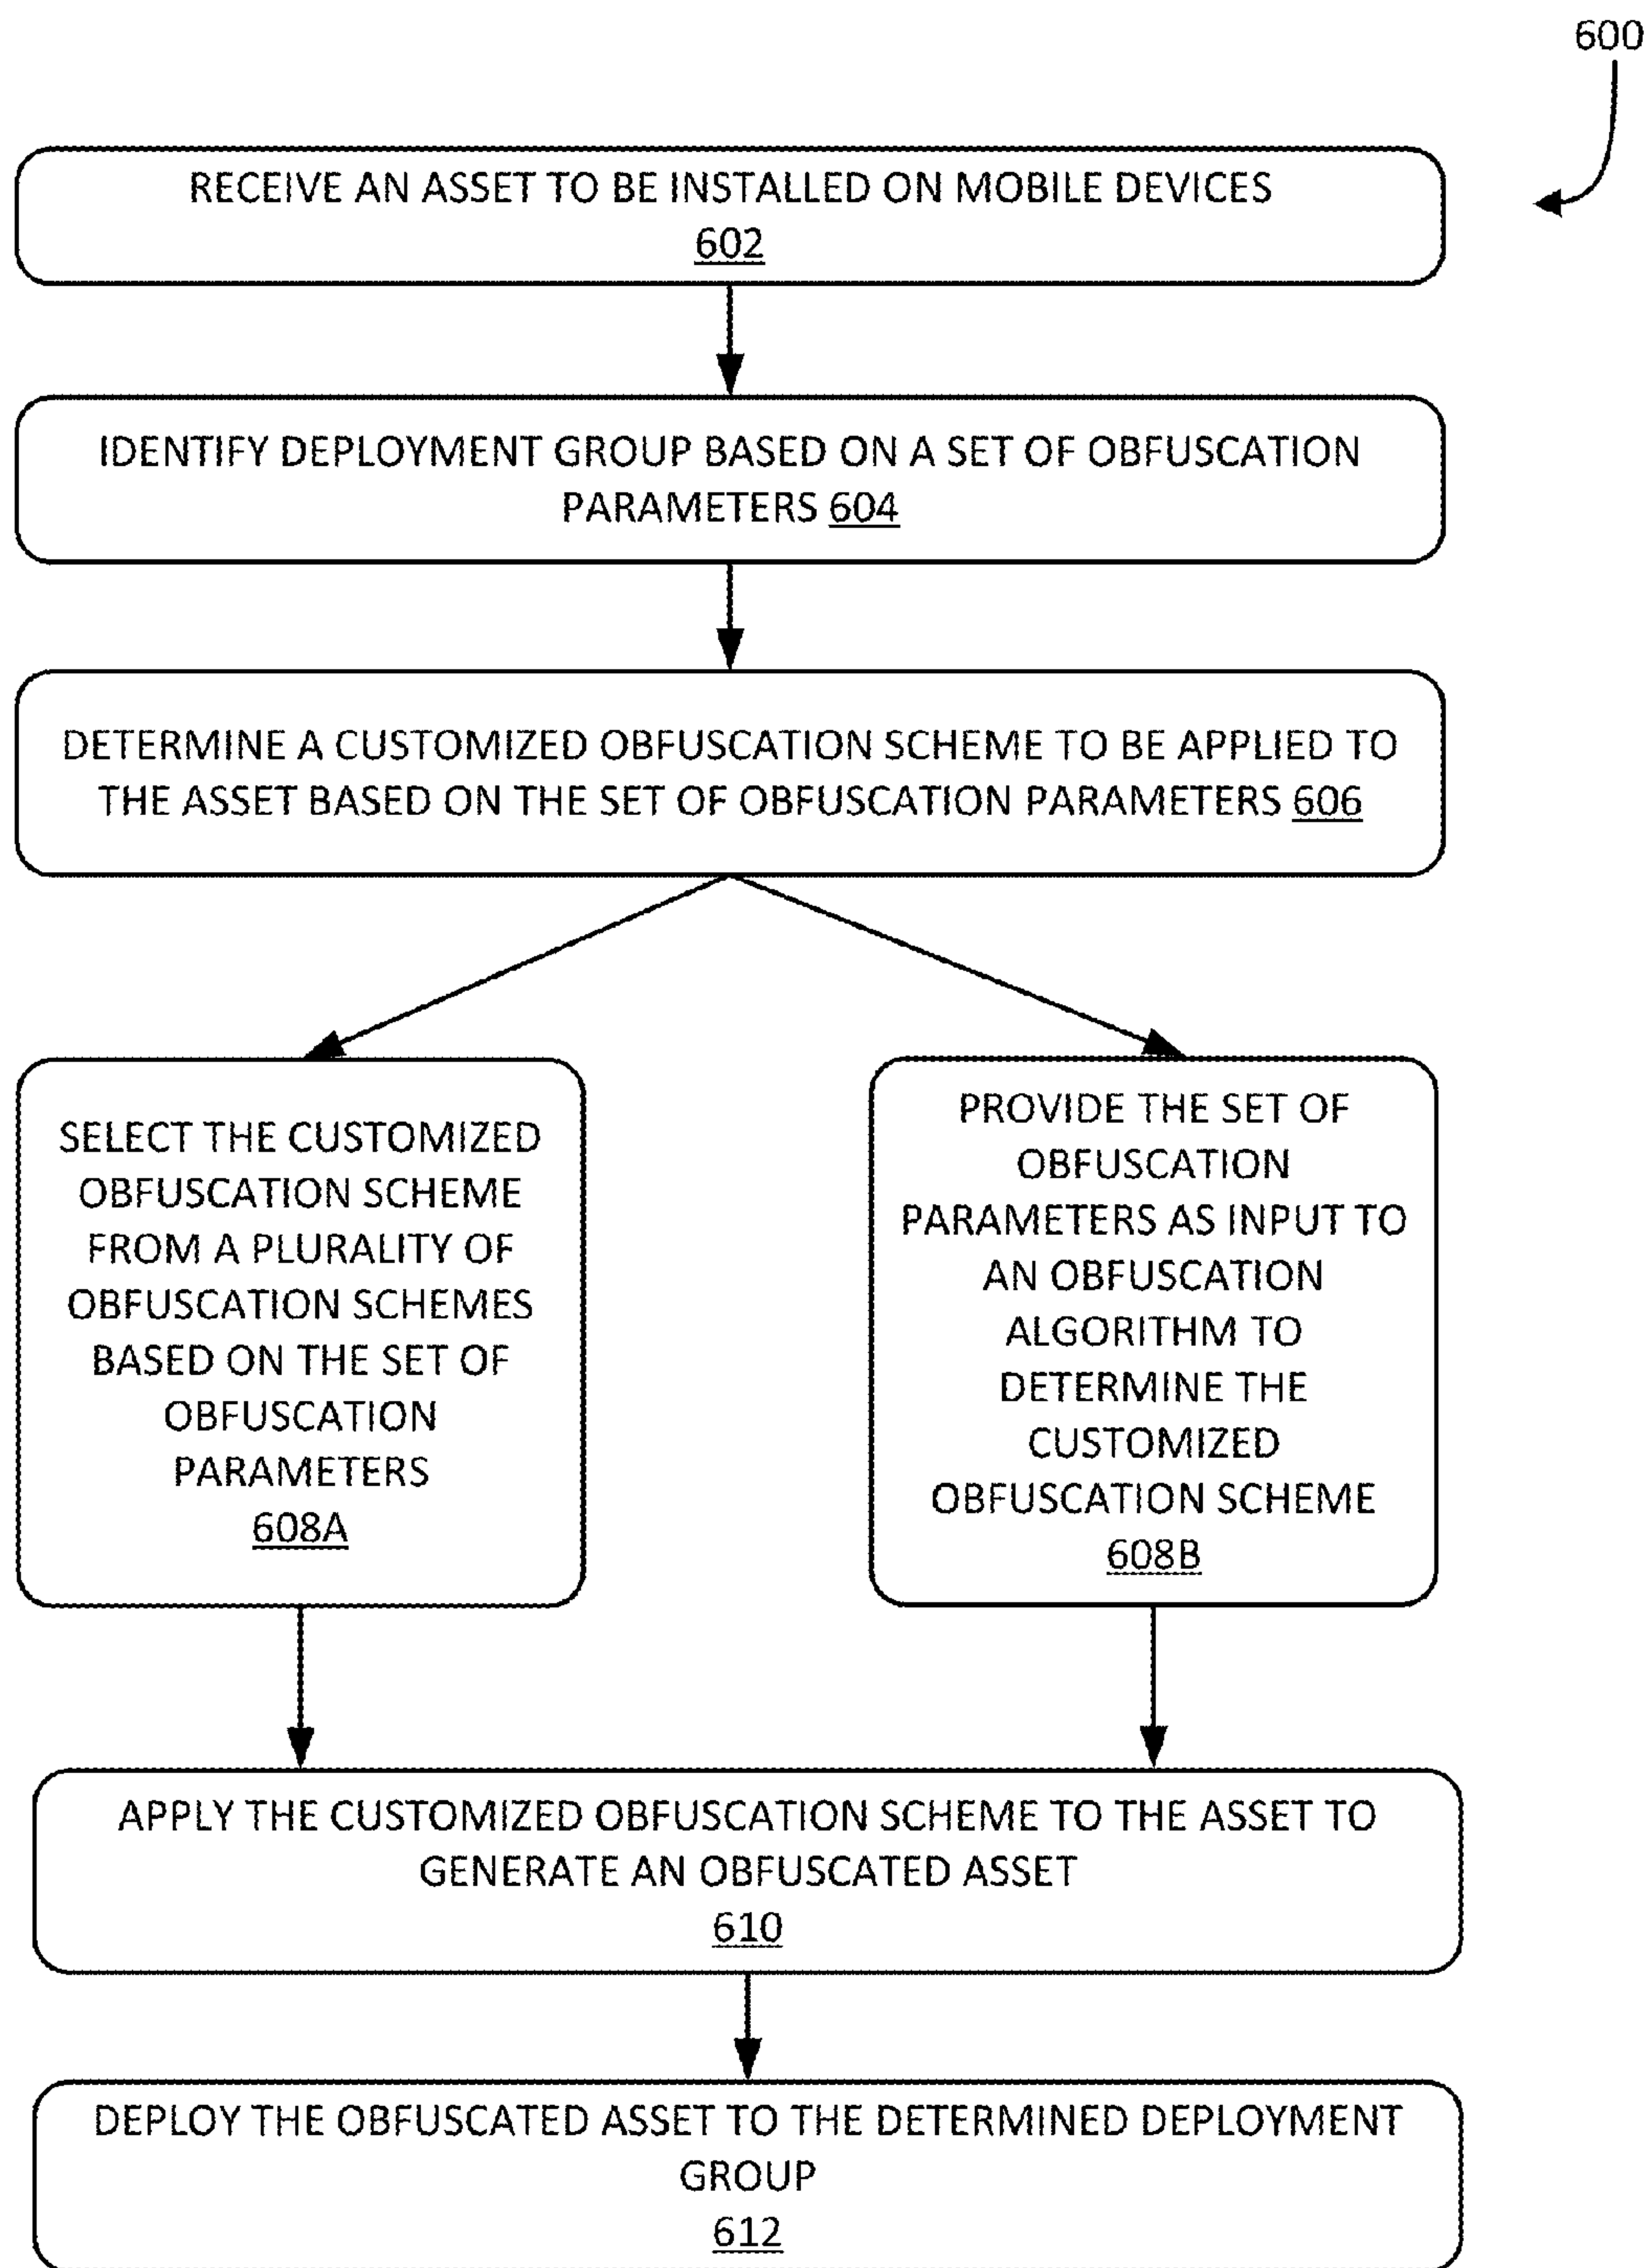 600
RECEIVE AN ASSET TO BE INSTALLED ON MOBILE DEVICES
602
IDENTIFY DEPLOYMENT GROUP BASED ON A SET OF OBFUSCATION
PARAMETERS 604
DETERMINE A CUSTOMIZED OBFUSCATION SCHEME TO BE APPLIED TO
THE ASSET BASED ON THE SET OF OBFUSCATION PARAMETERS 606
SELECT THE CUSTOMIZED
OBFUSCATION SCHEME
FROM A PLURALITY OF
OBFUSCATION SCHEMES
BASED ON THE SET OF
OBFUSCATION
PARAMETERS
608A
PROVIDE THE SET OF
OBFUSCATION
PARAMETERS AS INPUT TO
AN OBFUSCATION
ALGORITHM TO
DETERMINE THE
CUSTOMIZED
OBFUSCATION SCHEME
608B
APPLY THE CUSTOMIZED OBFUSCATION SCHEME TO THE ASSET TO
GENERATE AN OBFUSCATED ASSET
610
DEPLOY THE OBFUSCATED ASSET TO THE DETERMINED DEPLOYMENT
GROUP
612